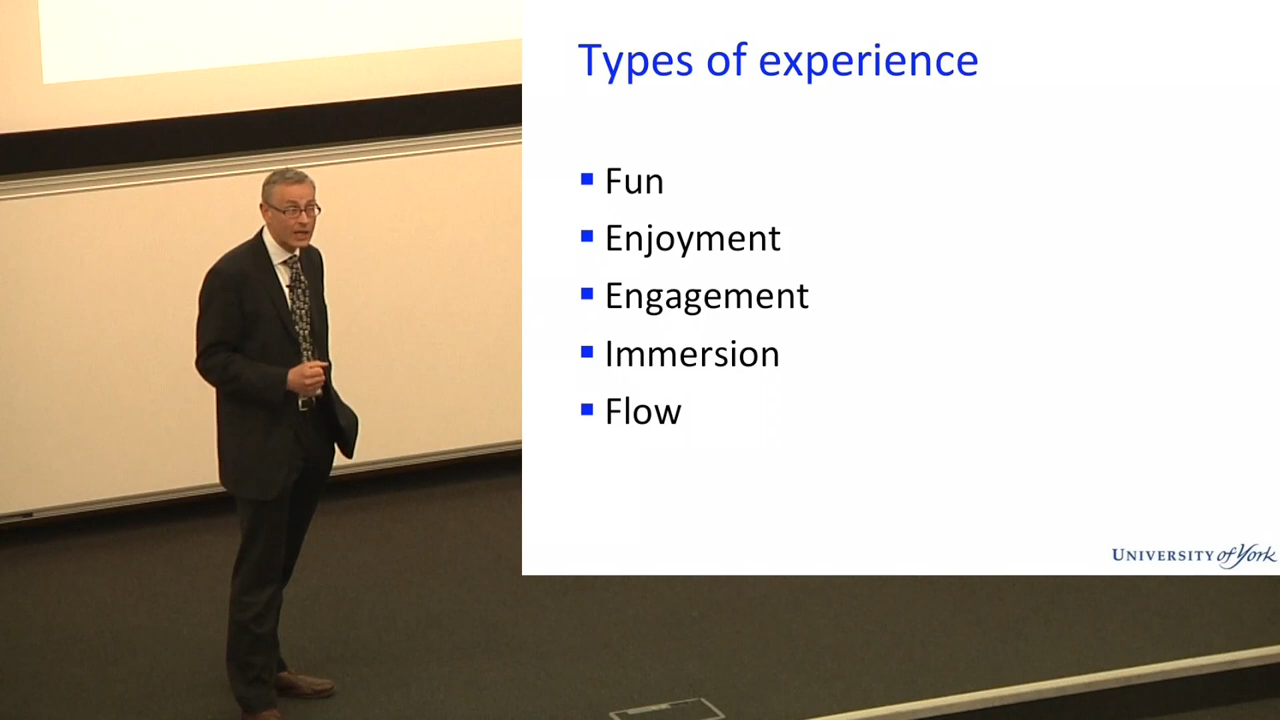 Types of experience
Fun
Enjoyment
Engagement
Immersion
Flow
UNIVERSITY of York